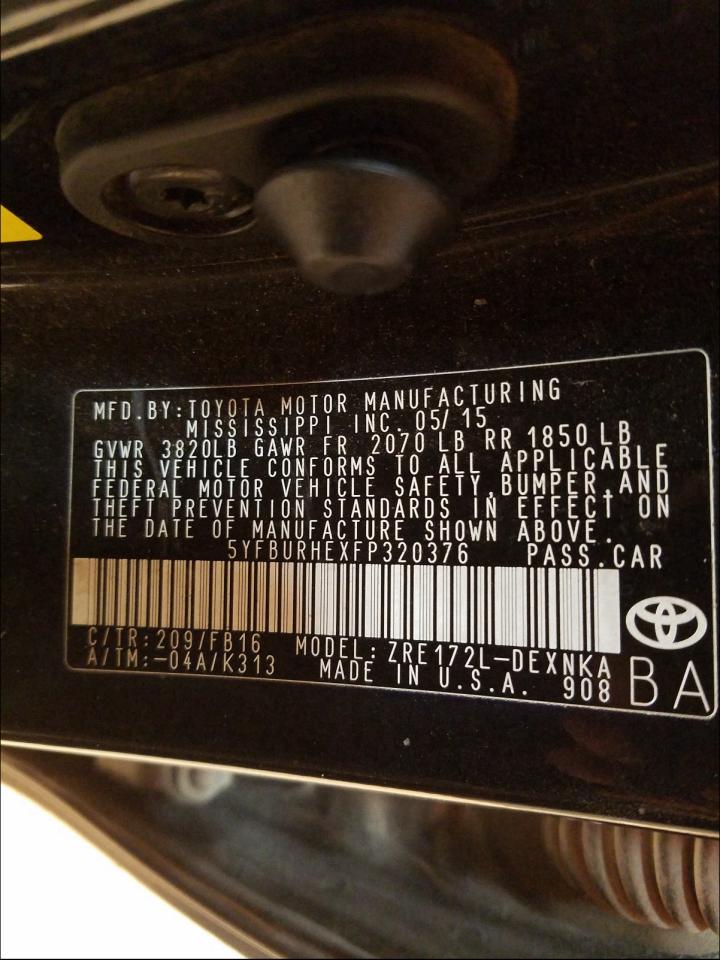 MFD.BY:TOYOTA MOTOR MANUFACTURING
MISSISSIPPI INC. 05/15
GVWR 3820LB GAWR FR 2070 LB RR 1850 LB
THIS VEHICLE CONFORMS TO ALL APPLICABLE
FEDERAL MOTOR VEHICLE SAFETY,BUMPER,AND
THEFT PREVENTION STANDARDS IN EFFECT ON
THE DATE OF MANUFACTURE SHOWN ABOVE.
5YFBURHEXFP320376 PASS.CAR
C/TR:209/FB16 MODEL:ZRE172L-DEXNKA
A/TM:-04A/K313 MADE IN U.S.A. 908 BA